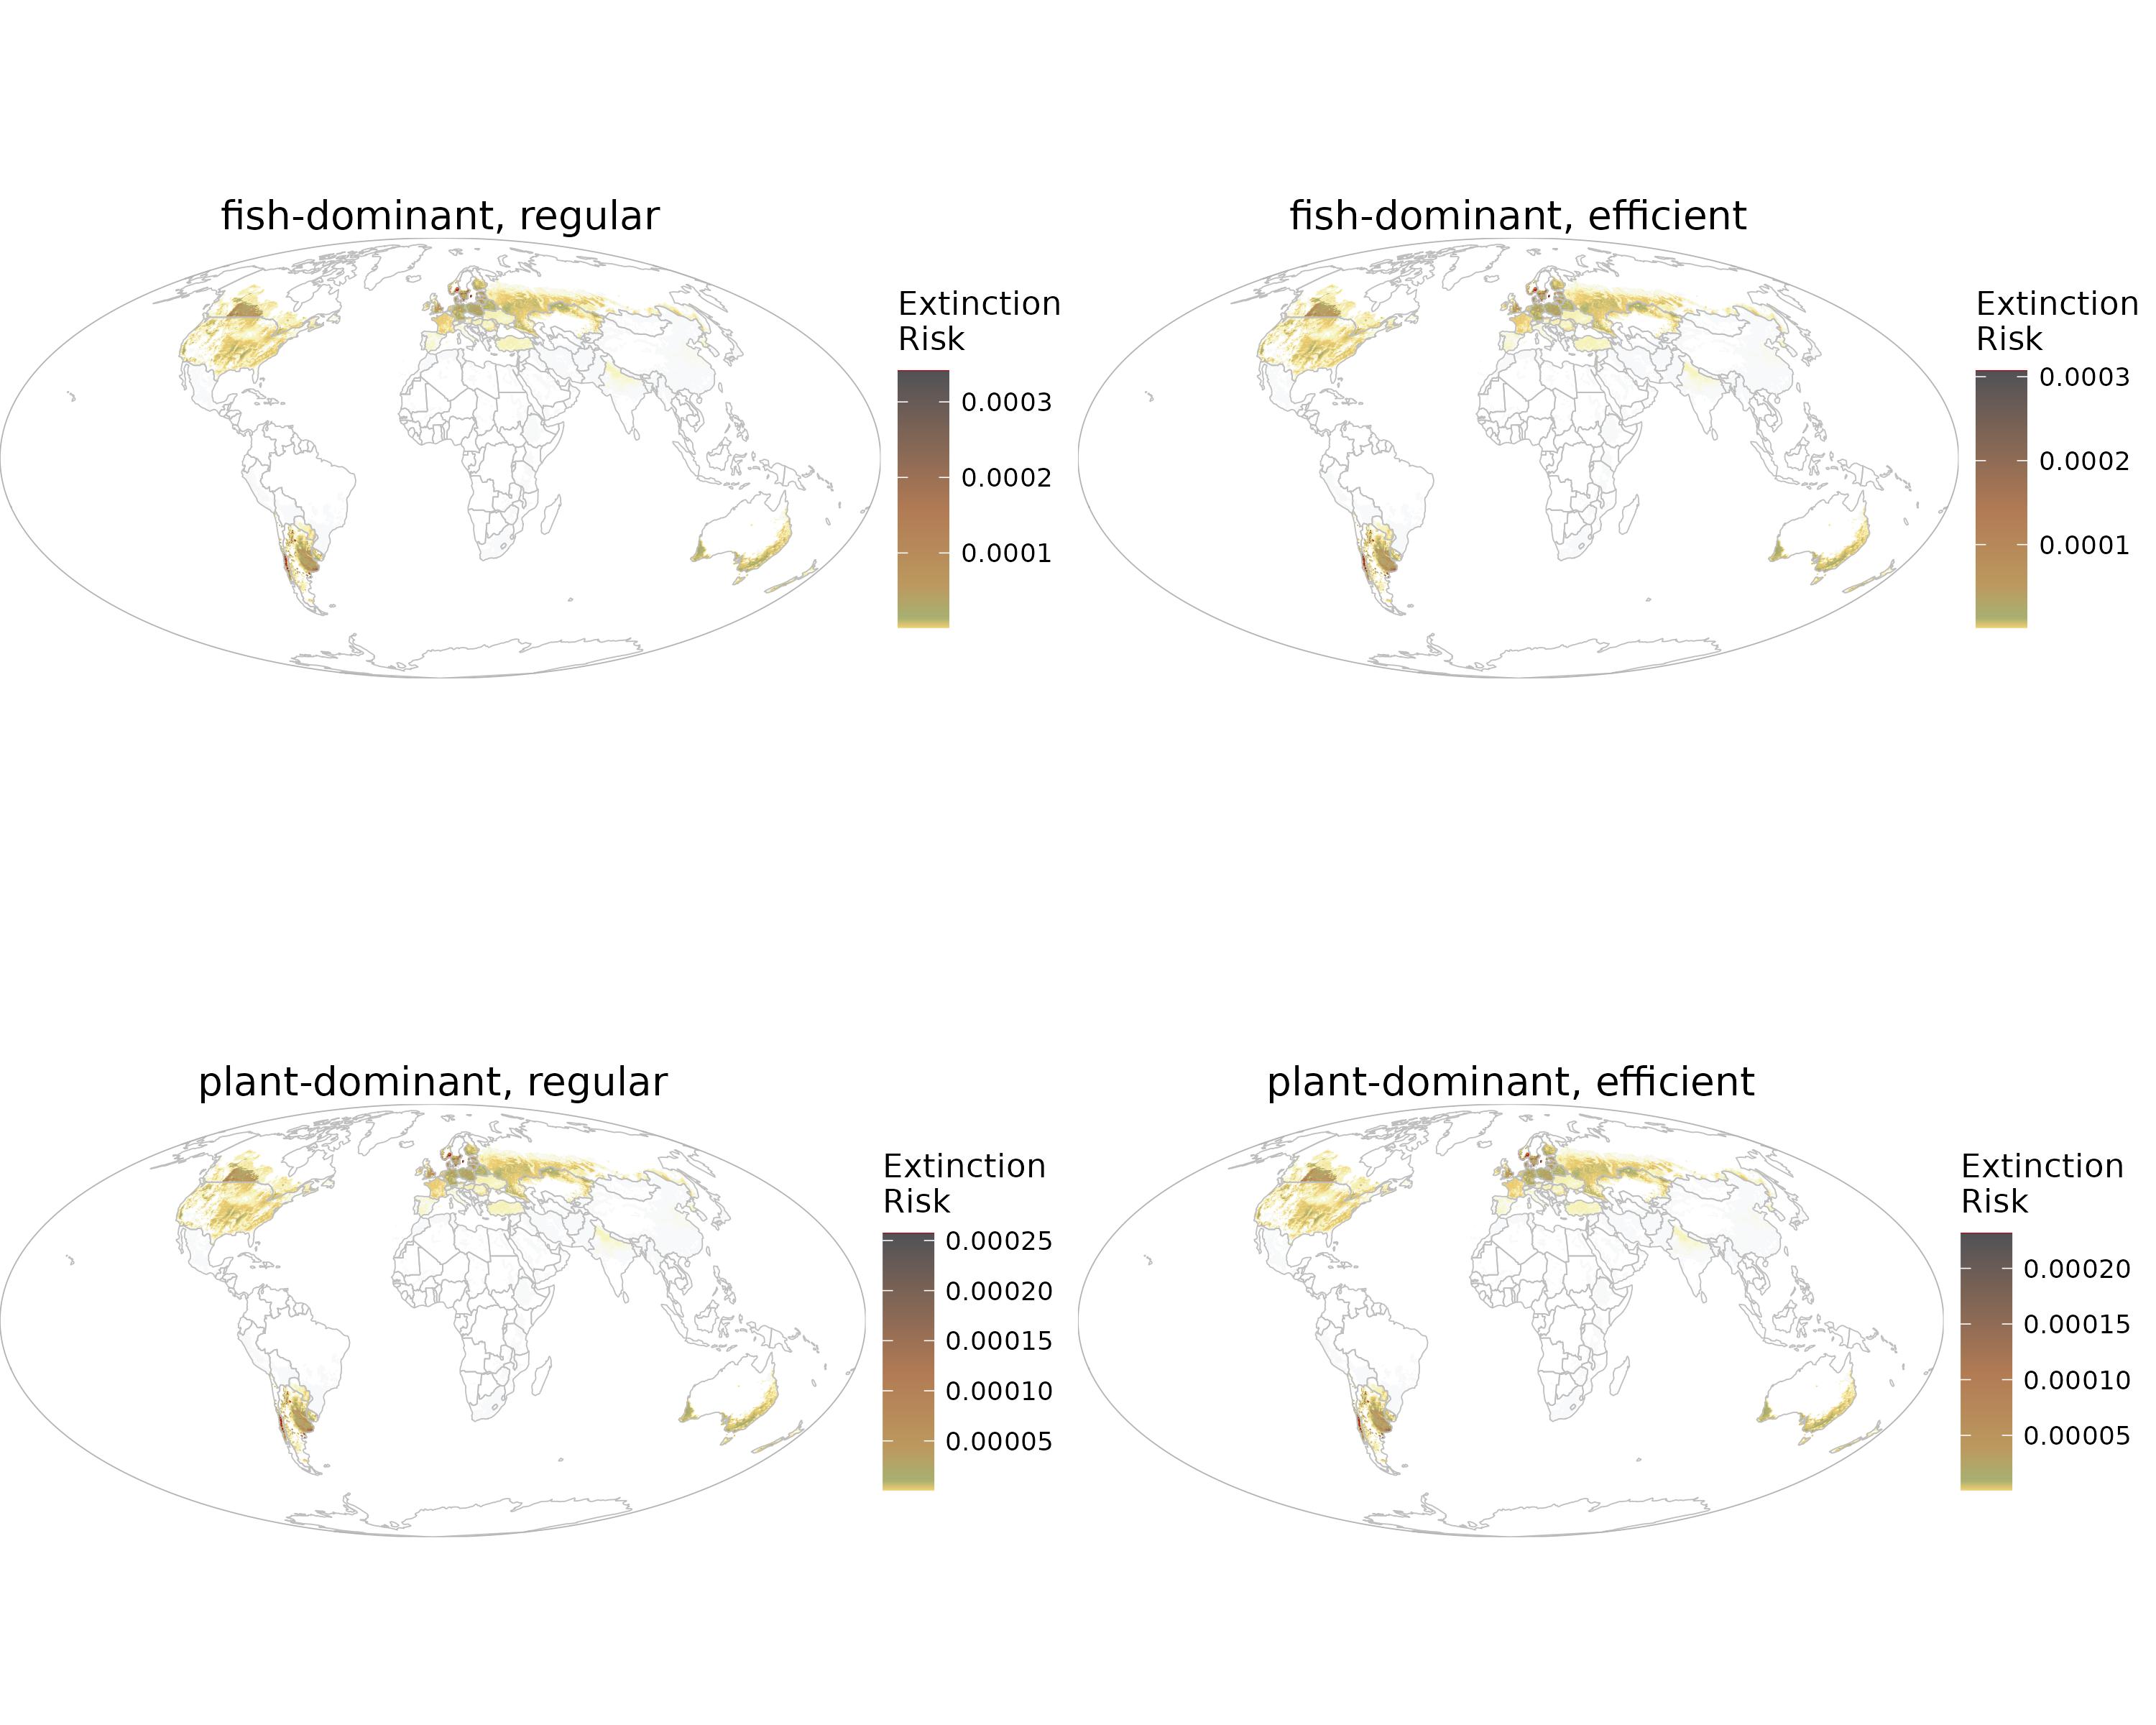 fish-dominant, regular
Extinction
Risk
0.0003
0.0002
0.0001
fish-dominant, efficient
Extinction
Risk
0.0003
0.0002
0.0001
plant-dominant, regular
Extinction
Risk
0.00025
0.00020
0.00015
0.00010
0.00005
plant-dominant, efficient
Extinction
Risk
0.00020
0.00015
0.00010
0.00005